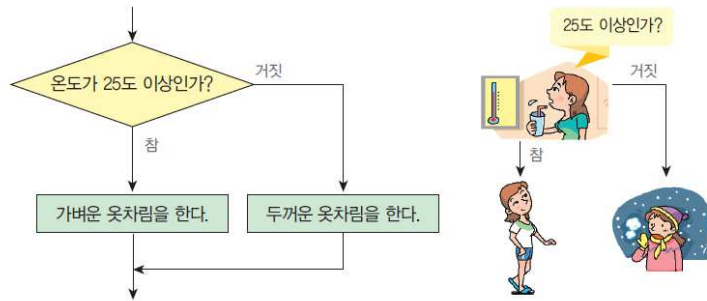 온도가 25도 이상인가?
거짓
참
가벼운 옷차림을 한다.
두꺼운 옷차림을 한다.
25도 이상인가?
거짓
참